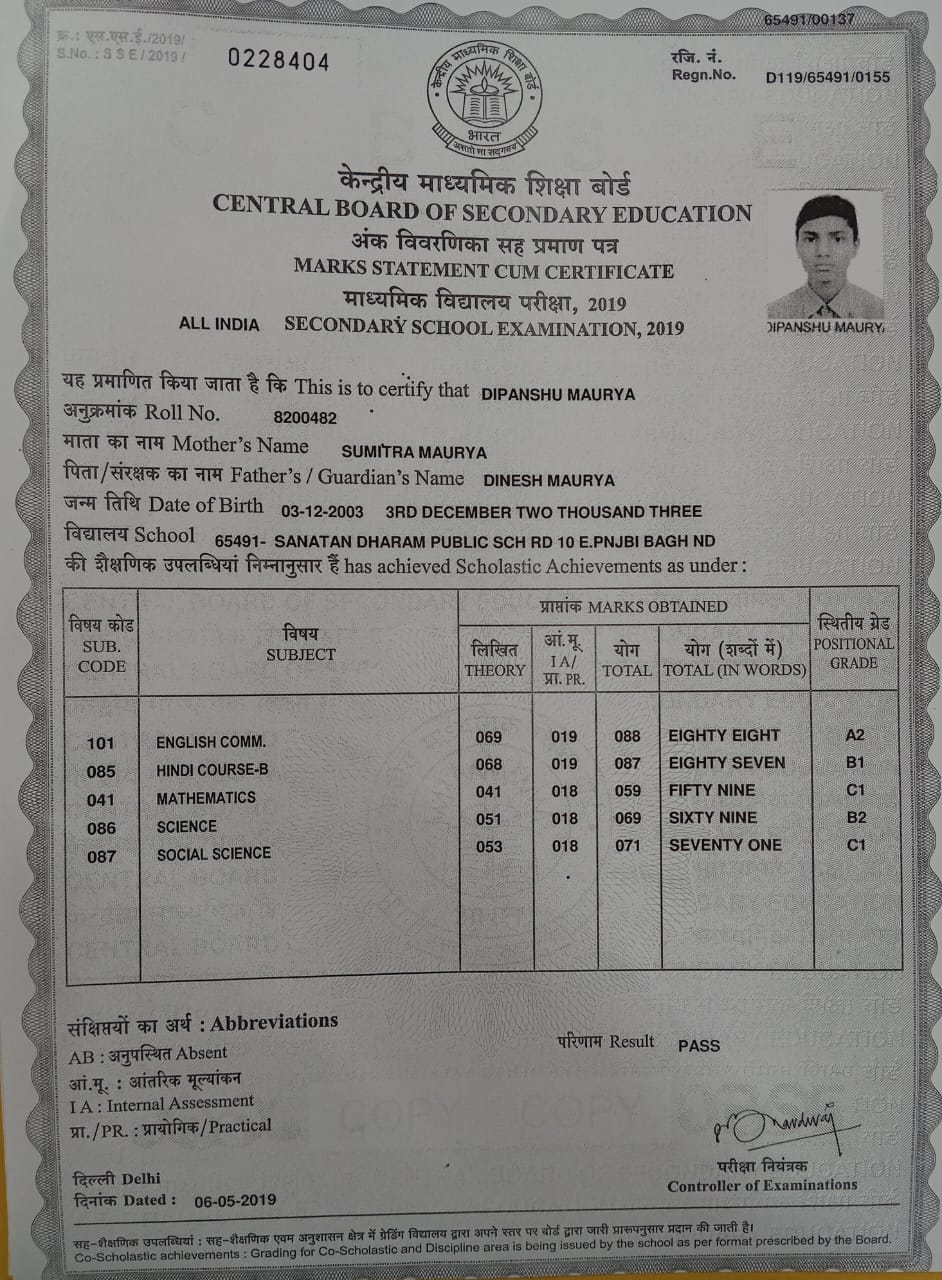 65491/00137
क्र.: एस.एस.ई./2019/
S.No.: S S E / 2019 /
0228404
रजि. नं.
Regn.No. D119/65491/0155
केन्द्रीय माध्यमिक शिक्षा बोर्ड
भारत
असतो मा सद्गमय
केन्द्रीय माध्यमिक शिक्षा बोर्ड
CENTRAL BOARD OF SECONDARY EDUCATION
अंक विवरणिका सह प्रमाण पत्र
MARKS STATEMENT CUM CERTIFICATE
माध्यमिक विद्यालय परीक्षा, 2019
ALL INDIA SECONDARY SCHOOL EXAMINATION, 2019
DIPANSHU MAURYA
यह प्रमाणित किया जाता है कि This is to certify that DIPANSHU MAURYA
अनुक्रमांक Roll No. 8200482
माता का नाम Mother's Name SUMITRA MAURYA
पिता/संरक्षक का नाम Father's / Guardian's Name DINESH MAURYA
जन्म तिथि Date of Birth 03-12-2003 3RD DECEMBER TWO THOUSAND THREE
विद्यालय School 65491- SANATAN DHARAM PUBLIC SCH RD 10 E.PNJBI BAGH ND
की शैक्षणिक उपलब्धियां निम्नानुसार हैं has achieved Scholastic Achievements as under :
विषय कोड SUB. CODE
विषय SUBJECT
प्राप्तांक MARKS OBTAINED
लिखित THEORY
आं.मू. I A/ प्रा. PR.
योग TOTAL
योग (शब्दों में) TOTAL (IN WORDS)
स्थितीय ग्रेड POSITIONAL GRADE
101 ENGLISH COMM. 069 019 088 EIGHTY EIGHT A2
085 HINDI COURSE-B 068 019 087 EIGHTY SEVEN B1
041 MATHEMATICS 041 018 059 FIFTY NINE C1
086 SCIENCE 051 018 069 SIXTY NINE B2
087 SOCIAL SCIENCE 053 018 071 SEVENTY ONE C1
संक्षिप्तियों का अर्थ : Abbreviations
AB : अनुपस्थित Absent
आं.मू. : आंतरिक मूल्यांकन
I A : Internal Assessment
प्रा./PR. : प्रायोगिक/Practical
परिणाम Result PASS
दिल्ली Delhi
दिनांक Dated : 06-05-2019
परीक्षा नियंत्रक
Controller of Examinations
सह-शैक्षणिक उपलब्धियां : सह-शैक्षणिक एवम अनुशासन क्षेत्र में ग्रेडिंग विद्यालय द्वारा अपने स्तर पर बोर्ड द्वारा जारी प्रारूपनुसार प्रदान की जाती है।
Co-Scholastic achievements : Grading for Co-Scholastic and Discipline area is being issued by the school as per format prescribed by the Board.